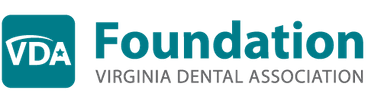 VDA
Foundation
VIRGINIA DENTAL ASSOCIATION